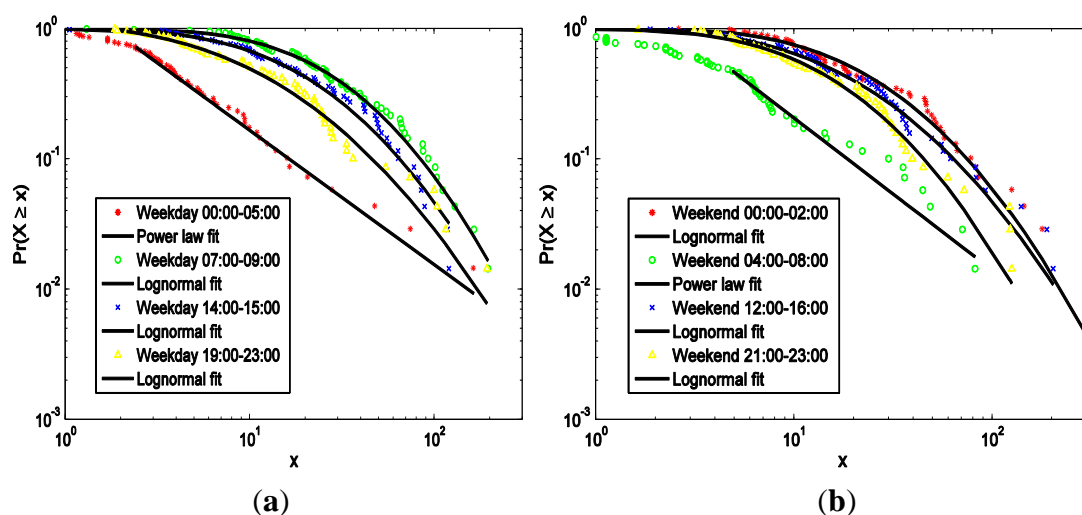 10^0
10^-1
10^-2
10^-3
Pr(X ≥ x)
Weekday 00:00-05:00
Power law fit
Weekday 07:00-09:00
Lognormal fit
Weekday 14:00-15:00
Lognormal fit
Weekday 19:00-23:00
Lognormal fit
10^0
10^1
10^2
X
(a)
10^0
10^-1
10^-2
10^-3
Pr(X ≥ x)
Weekend 00:00-02:00
Lognormal fit
Weekend 04:00-08:00
Power law fit
Weekend 12:00-16:00
Lognormal fit
Weekend 21:00-23:00
Lognormal fit
10^0
10^1
10^2
X
(b)